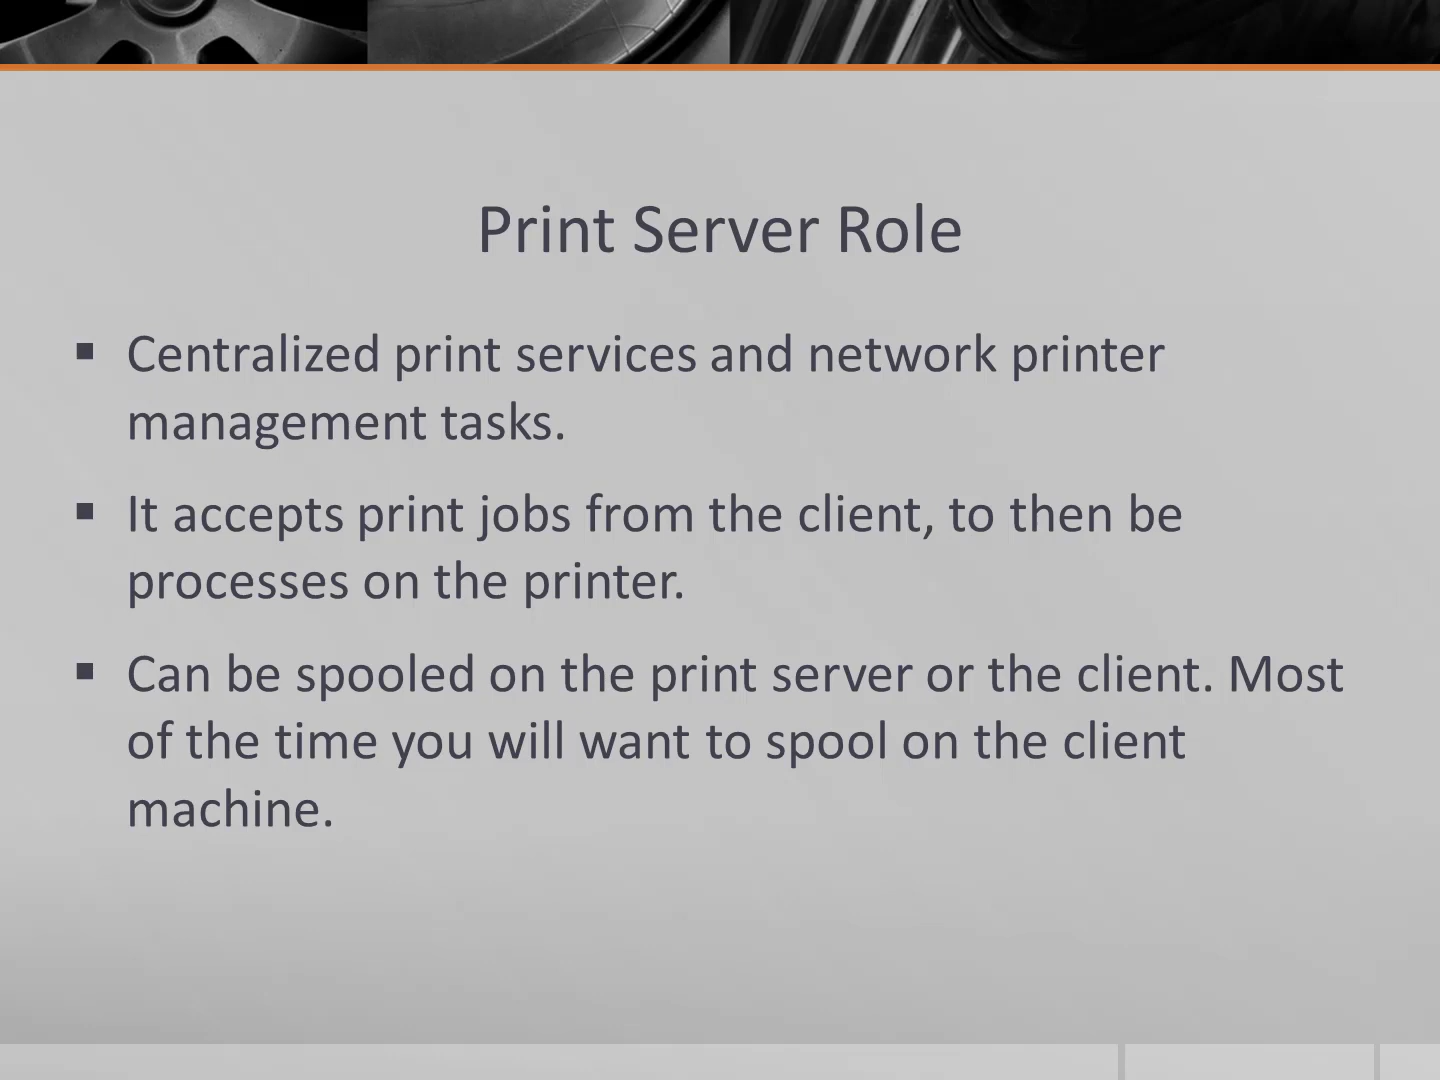 Print Server Role
▪ Centralized print services and network printer
management tasks.
▪ It accepts print jobs from the client, to then be
processes on the printer.
▪ Can be spooled on the print server or the client. Most
of the time you will want to spool on the client
machine.